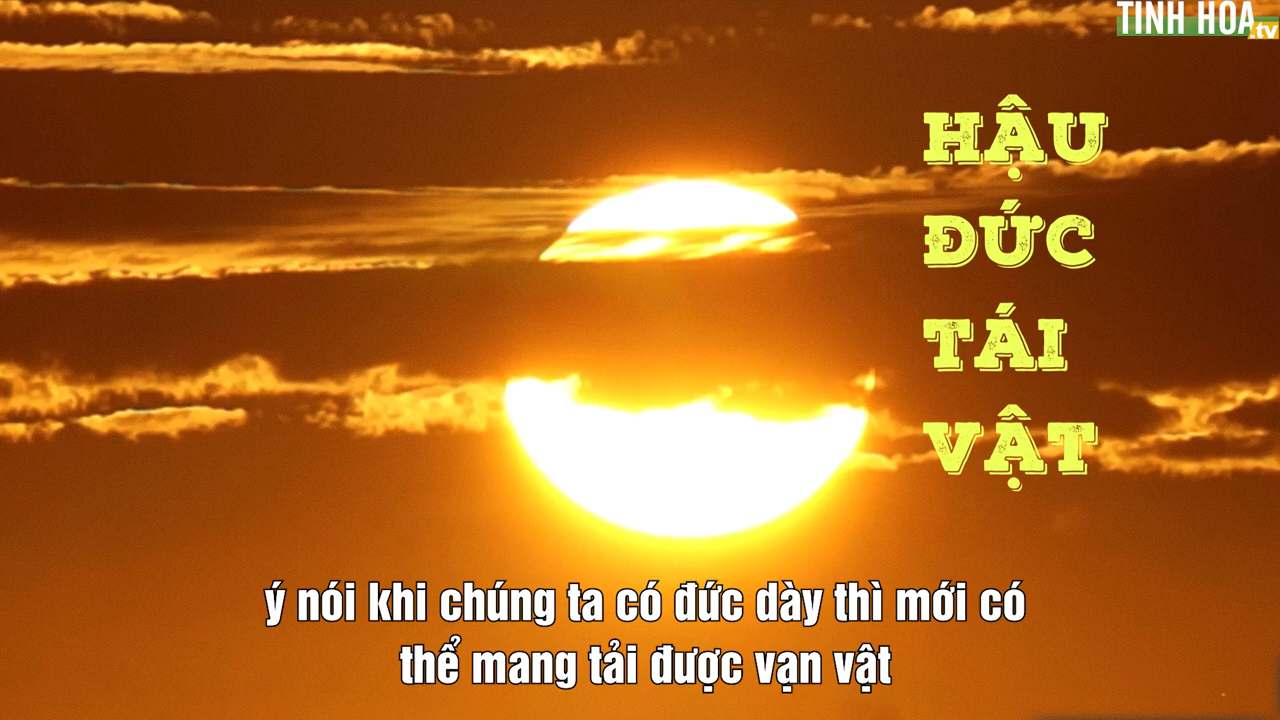 TINH HOA
.tv
HẬU
ĐỨC
TÁI
VẬT
ý nói khi chúng ta có đức dày thì mới có
thể mang tải được vạn vật